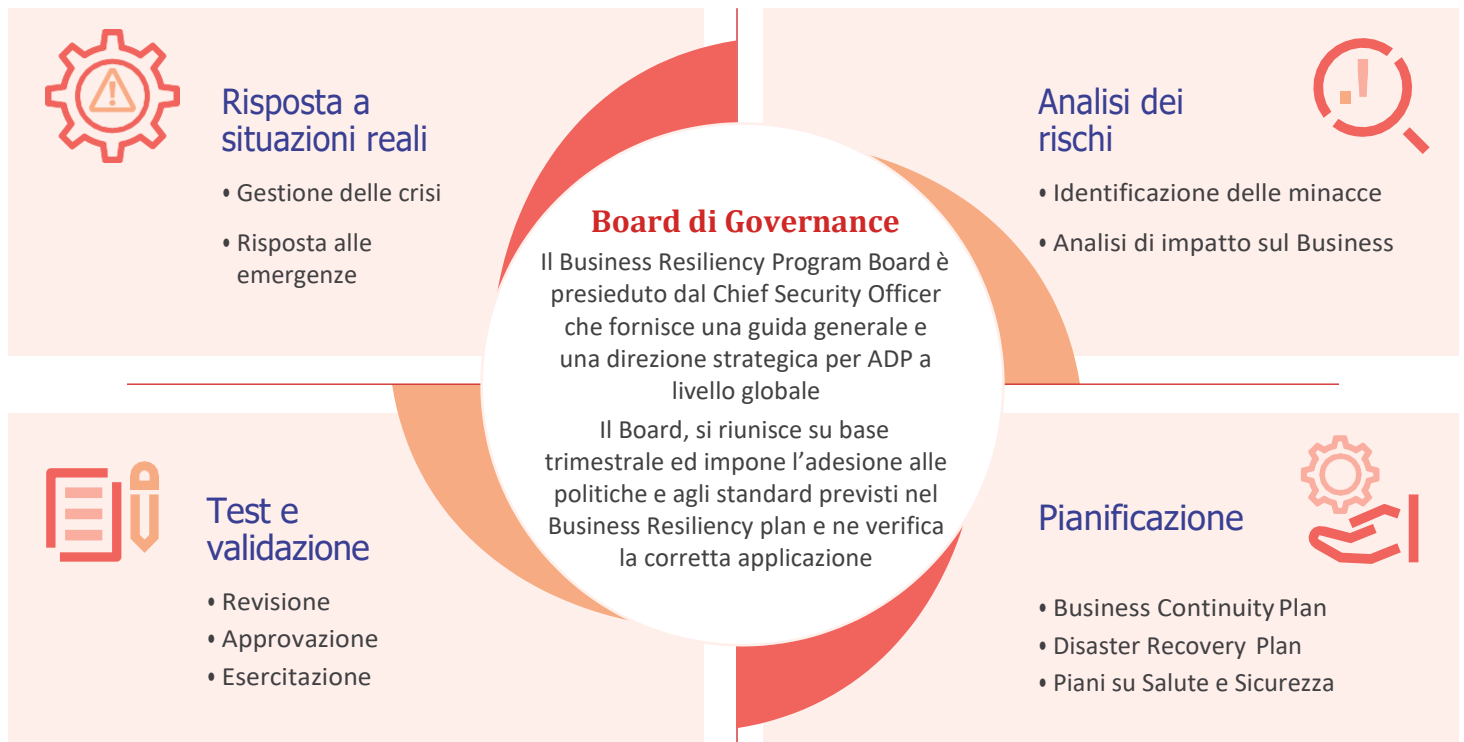 Risposta a
situazioni reali
• Gestione delle crisi
• Risposta alle
emergenze
Analisi dei
rischi
• Identificazione delle minacce
• Analisi di impatto sul Business
Board di Governance
Il Business Resiliency Program Board è
presieduto dal Chief Security Officer
che fornisce una guida generale e
una direzione strategica per ADP a
livello globale
Il Board, si riunisce su base
trimestrale ed impone l’adesione alle
politiche e agli standard previsti nel
Business Resiliency plan e ne verifica
la corretta applicazione
Test e
validazione
• Revisione
• Approvazione
• Esercitazione
Pianificazione
• Business Continuity Plan
• Disaster Recovery Plan
• Piani su Salute e Sicurezza